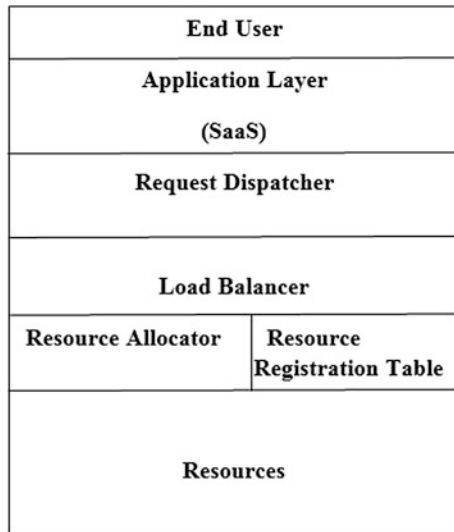 End User
Application Layer
(SaaS)
Request Dispatcher
Load Balancer
Resource Allocator
Resource
Registration Table
Resources